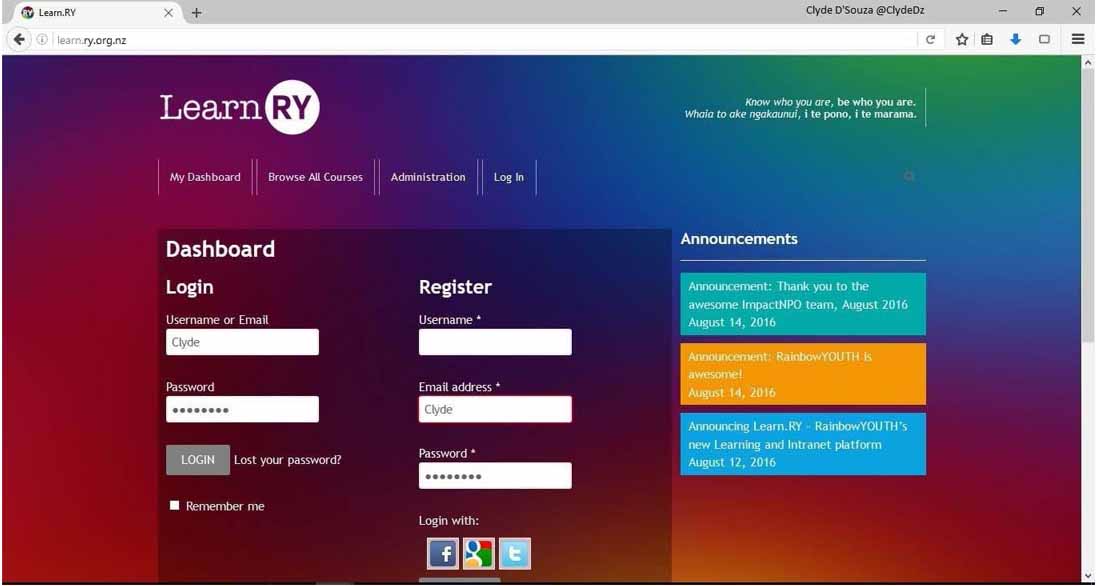 Learn.RY
Clyde D'Souza @ClydeDz
learn.ry.org.nz
Learn RY
Know who you are, be who you are.
Whaia to ake ngakaunui, i te pono, i te marama.
My Dashboard
Browse All Courses
Administration
Log In
Dashboard
Login
Username or Email
Clyde
Password
LOGIN
Lost your password?
Remember me
Register
Username *
Email address *
Clyde
Password *
Login with:
Announcements
Announcement: Thank you to the
awesome ImpactNPO team, August 2016
August 14, 2016
Announcement: RainbowYOUTH is
awesome!
August 14, 2016
Announcing Learn.RY – RainbowYOUTH's
new Learning and Intranet platform
August 12, 2016